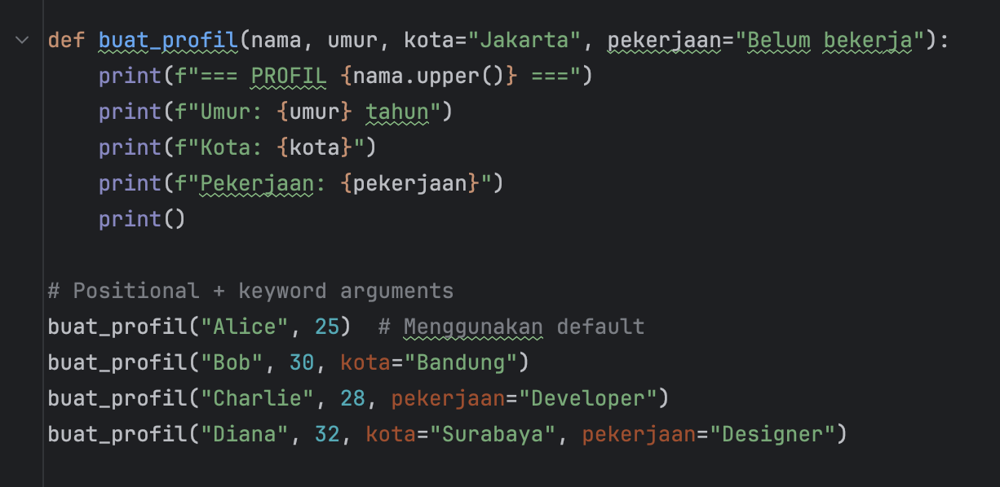 def buat_profil(nama, umur, kota="Jakarta", pekerjaan="Belum bekerja"):
    print(f"=== PROFIL {nama.upper()} ===")
    print(f"Umur: {umur} tahun")
    print(f"Kota: {kota}")
    print(f"Pekerjaan: {pekerjaan}")
    print()

# Positional + keyword arguments
buat_profil("Alice", 25)  # Menggunakan default
buat_profil("Bob", 30, kota="Bandung")
buat_profil("Charlie", 28, pekerjaan="Developer")
buat_profil("Diana", 32, kota="Surabaya", pekerjaan="Designer")